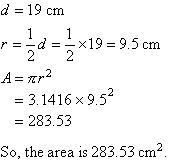 d = 19 cm
r = 1/2 d = 1/2 × 19 = 9.5 cm
A = πr²
= 3.1416 × 9.5²
= 283.53
So, the area is 283.53 cm².